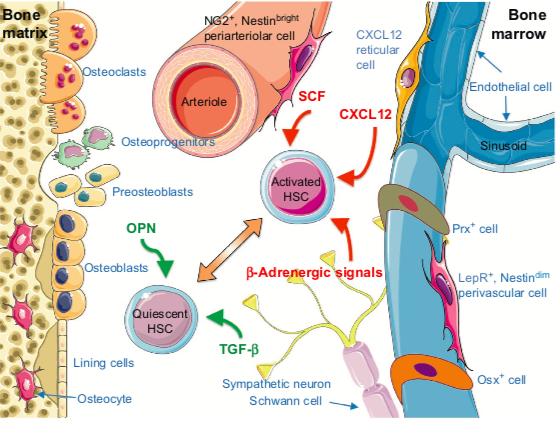 Bone
matrix
NG2⁺, Nestinᵇʳⁱᵍʰᵗ
periarteriolar cell
CXCL12
reticular
cell
Bone
marrow
Osteoclasts
Endothelial cell
Arteriole
SCF
CXCL12
Osteoprogenitors
Sinusoid
Activated
HSC
Preosteoblasts
OPN
Prx⁺ cell
Osteoblasts
β-Adrenergic signals
LepR⁺, Nestinᵈⁱᵐ
perivascular cell
Quiescent
HSC
TGF-β
Lining cells
Sympathetic neuron
Osx⁺ cell
Osteocyte
Schwann cell